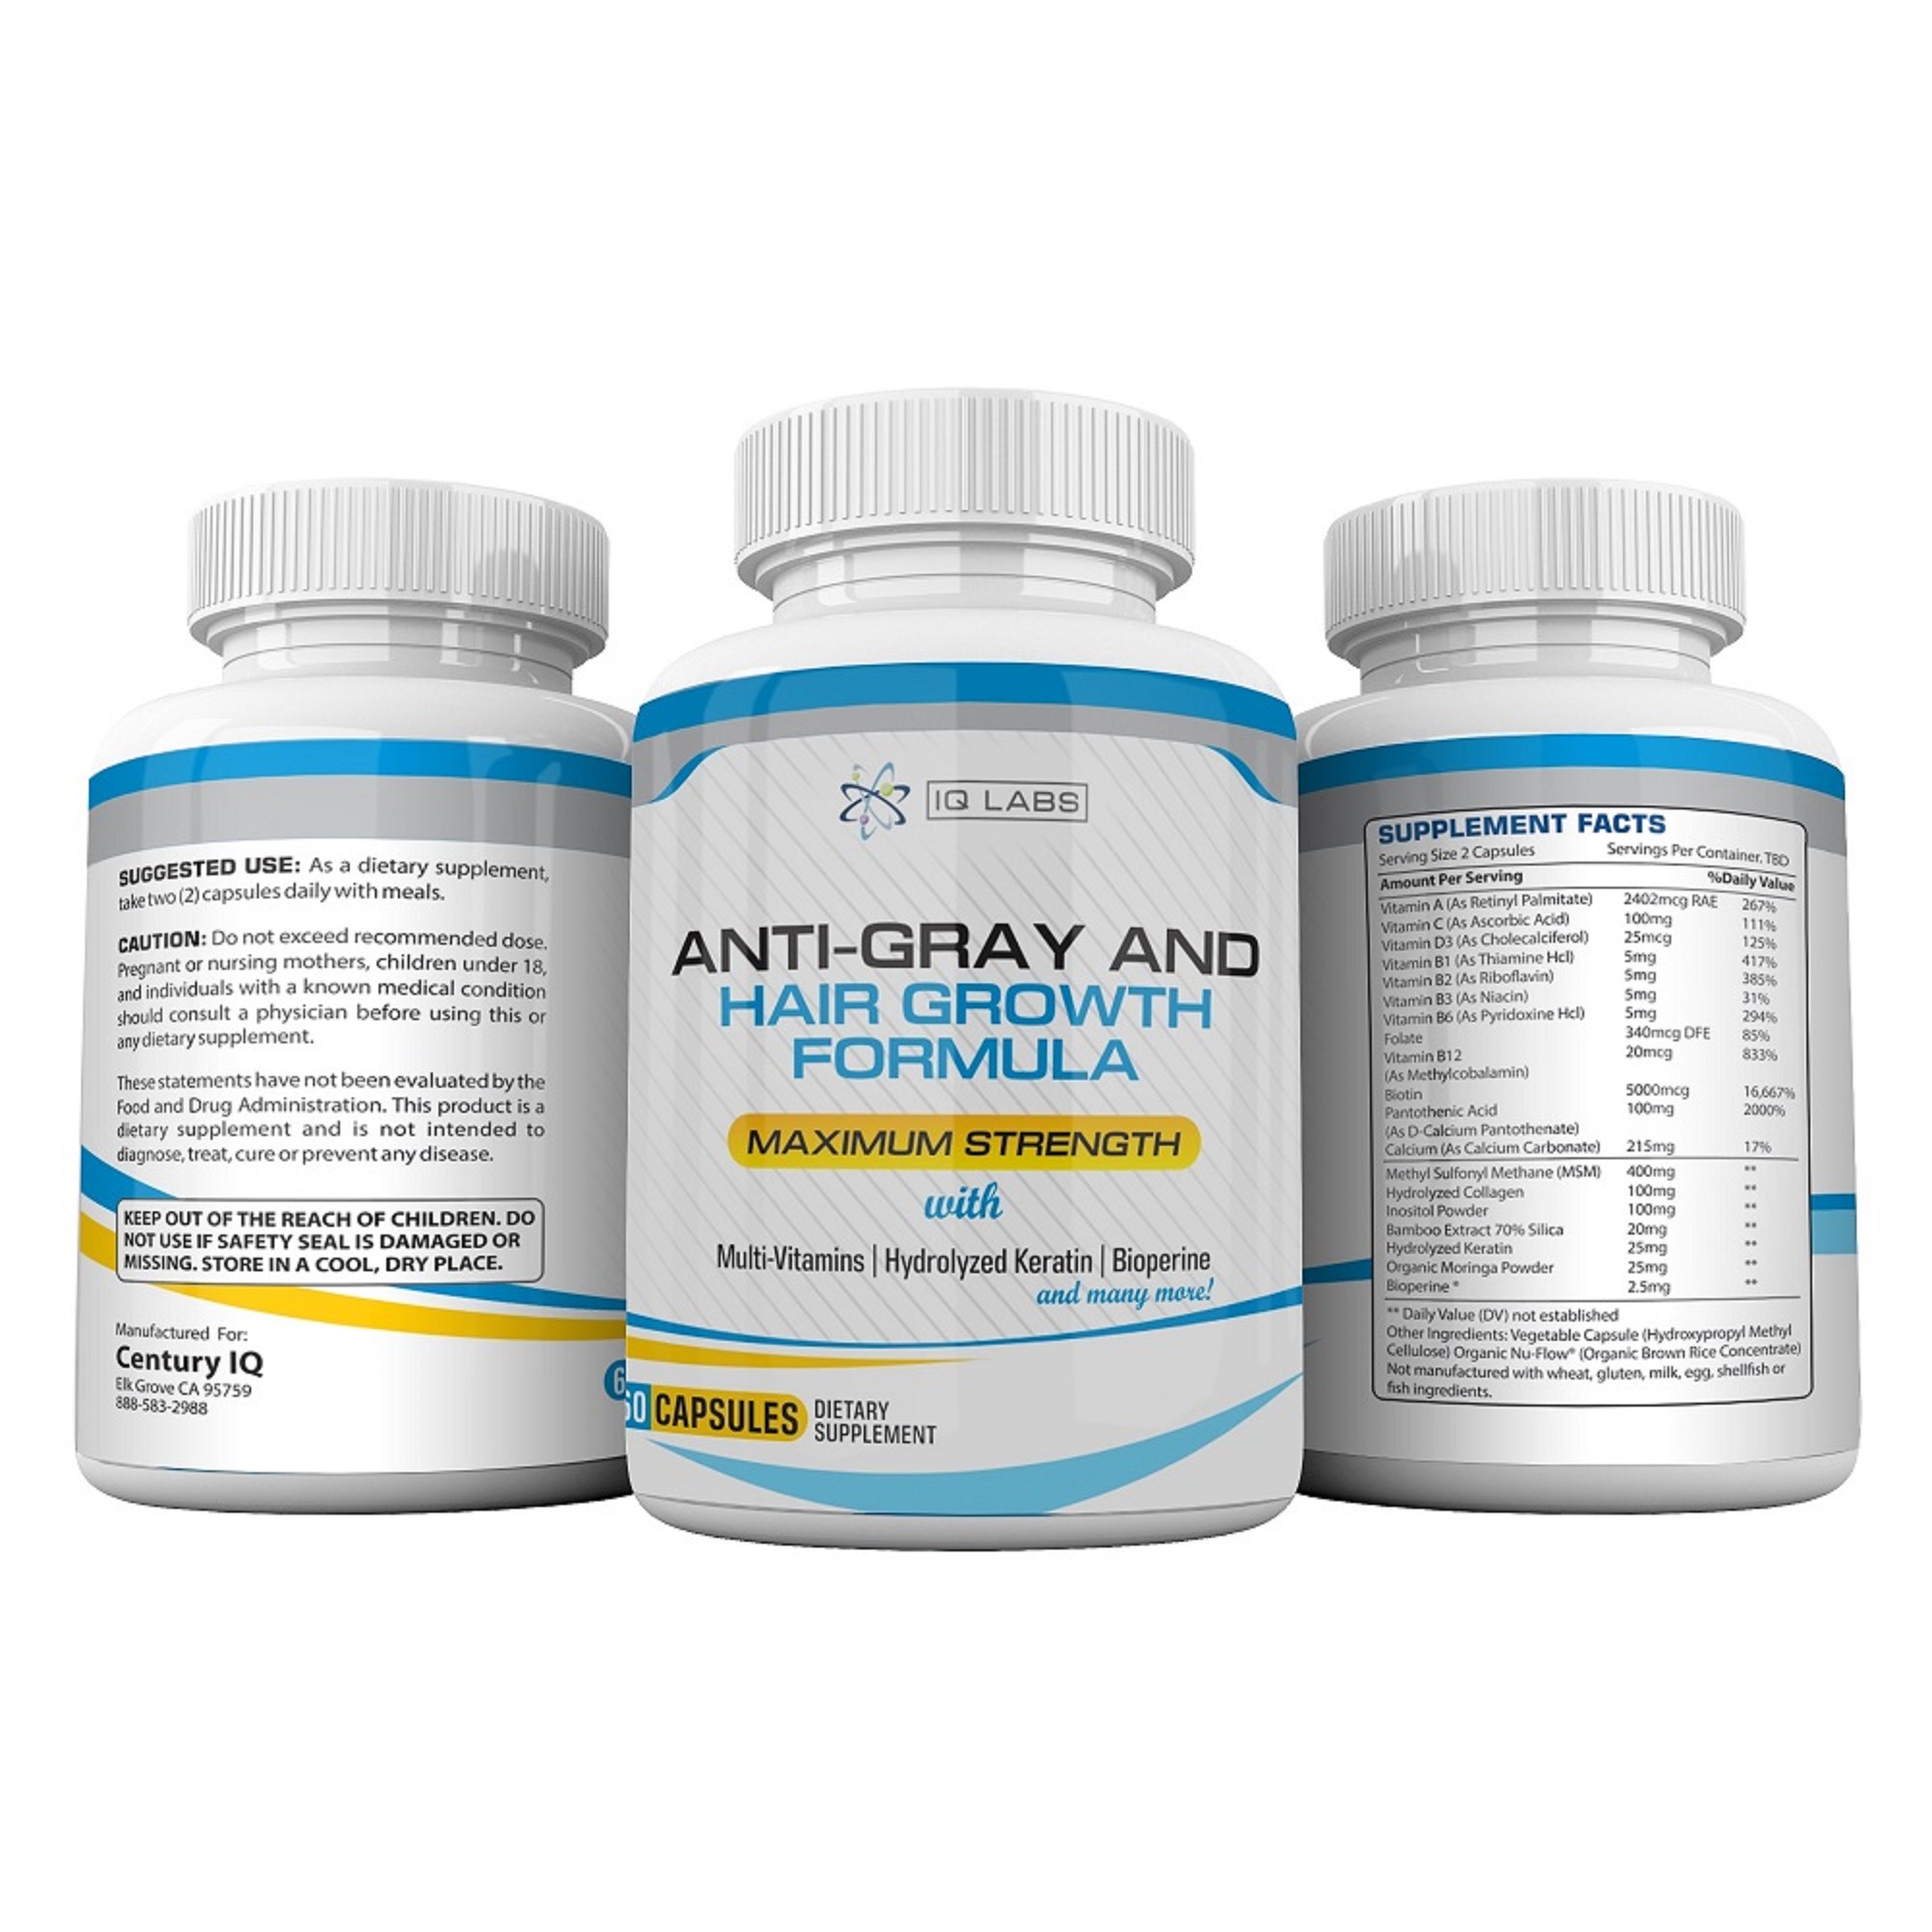 SUGGESTED USE: As a dietary supplement,
take two (2) capsules daily with meals.
CAUTION: Do not exceed recommended dose.
Pregnant or nursing mothers, children under 18,
and individuals with a known medical condition
should consult a physician before using this or
any dietary supplement.
These statements have not been evaluated by the
Food and Drug Administration. This product is a
dietary supplement and is not intended to
diagnose, treat, cure or prevent any disease.
KEEP OUT OF THE REACH OF CHILDREN. DO
NOT USE IF SAFETY SEAL IS DAMAGED OR
MISSING. STORE IN A COOL, DRY PLACE.
Manufactured For:
Century IQ
Elk Grove CA 95759
888-583-2988
6
IQ LABS
ANTI-GRAY AND
HAIR GROWTH
FORMULA
MAXIMUM STRENGTH
with
Multi-Vitamins | Hydrolyzed Keratin | Bioperine
and many more!
60 CAPSULES
DIETARY
SUPPLEMENT
SUPPLEMENT FACTS
Serving Size 2 Capsules Servings Per Container. TBD
Amount Per Serving %Daily Value
Vitamin A (As Retinyl Palmitate) 2402mcg RAE 267%
Vitamin C (As Ascorbic Acid) 100mg 111%
Vitamin D3 (As Cholecalciferol) 25mcg 125%
Vitamin B1 (As Thiamine Hcl) 5mg 417%
Vitamin B2 (As Riboflavin) 5mg 385%
Vitamin B3 (As Niacin) 5mg 31%
Vitamin B6 (As Pyridoxine Hcl) 5mg 294%
Folate 340mcg DFE 85%
Vitamin B12 20mcg 833%
(As Methylcobalamin)
Biotin 5000mcg 16,667%
Pantothenic Acid 100mg 2000%
(As D-Calcium Pantothenate)
Calcium (As Calcium Carbonate) 215mg 17%
Methyl Sulfonyl Methane (MSM) 400mg **
Hydrolyzed Collagen 100mg **
Inositol Powder 100mg **
Bamboo Extract 70% Silica 20mg **
Hydrolyzed Keratin 25mg **
Organic Moringa Powder 25mg **
Bioperine * 2.5mg **
** Daily Value (DV) not established
Other Ingredients: Vegetable Capsule (Hydroxypropyl Methyl
Cellulose) Organic Nu-Flow* (Organic Brown Rice Concentrate)
Not manufactured with wheat, gluten, milk, egg, shellfish or
fish ingredients.